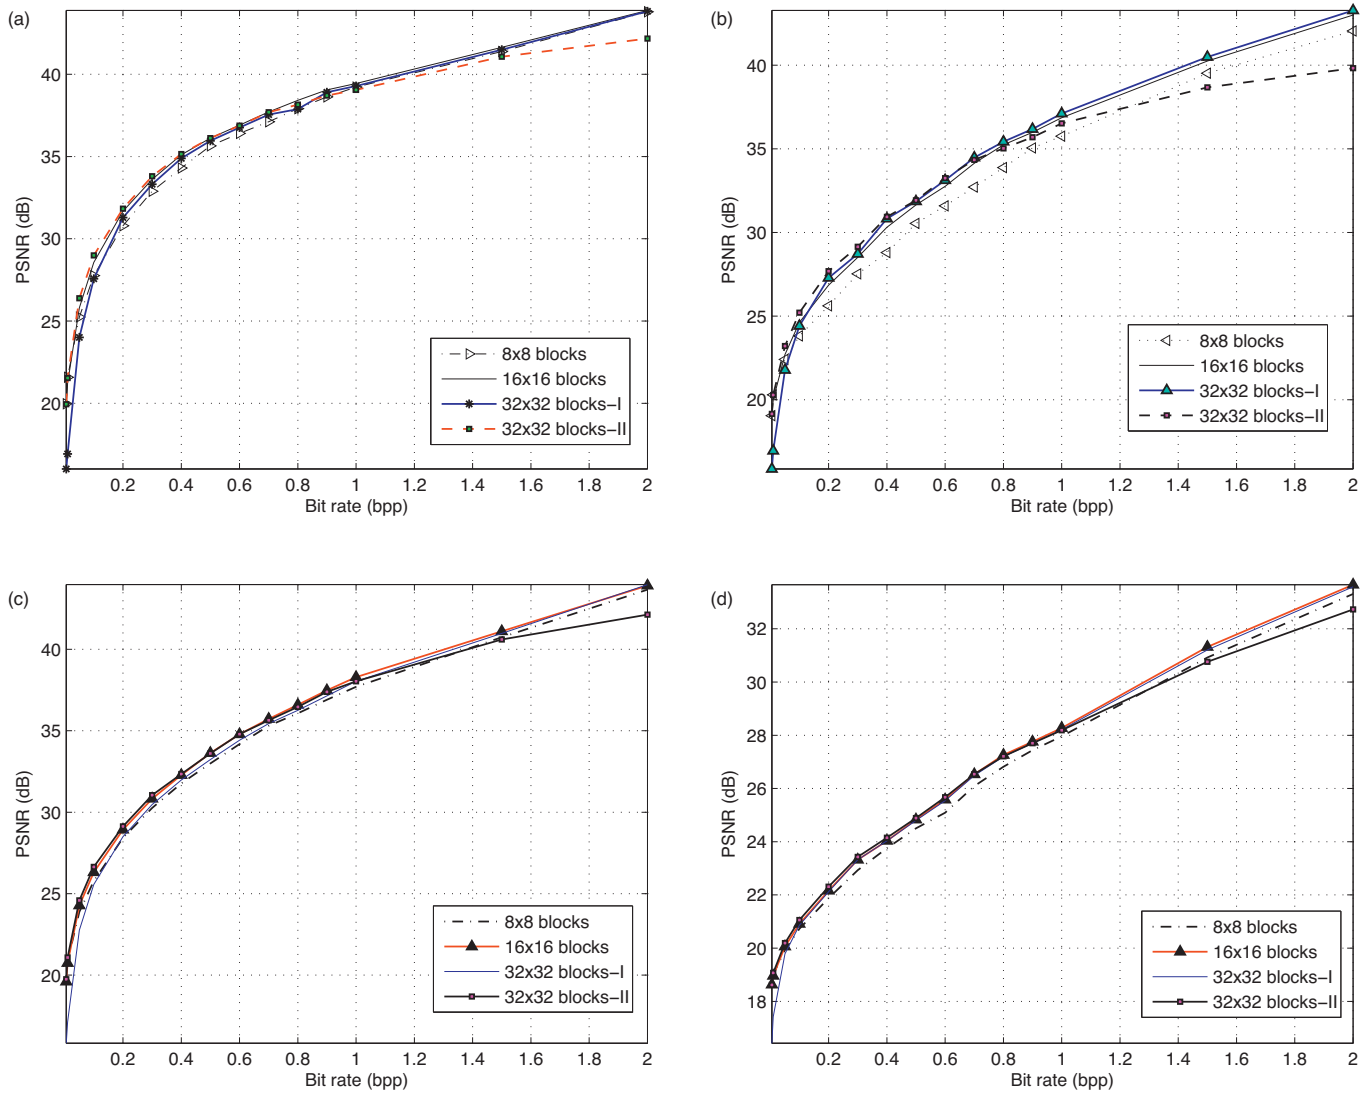 (a)
PSNR (dB)
40
35
30
25
20
8x8 blocks
16x16 blocks
32x32 blocks-I
32x32 blocks-II
0.2 0.4 0.6 0.8 1 1.2 1.4 1.6 1.8 2
Bit rate (bpp)
(b)
PSNR (dB)
40
35
30
25
20
8x8 blocks
16x16 blocks
32x32 blocks-I
32x32 blocks-II
0.2 0.4 0.6 0.8 1 1.2 1.4 1.6 1.8 2
Bit rate (bpp)
(c)
PSNR (dB)
40
35
30
25
20
8x8 blocks
16x16 blocks
32x32 blocks-I
32x32 blocks-II
0.2 0.4 0.6 0.8 1 1.2 1.4 1.6 1.8 2
Bit rate (bpp)
(d)
PSNR (dB)
32
30
28
26
24
22
20
18
8x8 blocks
16x16 blocks
32x32 blocks-I
32x32 blocks-II
0.2 0.4 0.6 0.8 1 1.2 1.4 1.6 1.8 2
Bit rate (bpp)